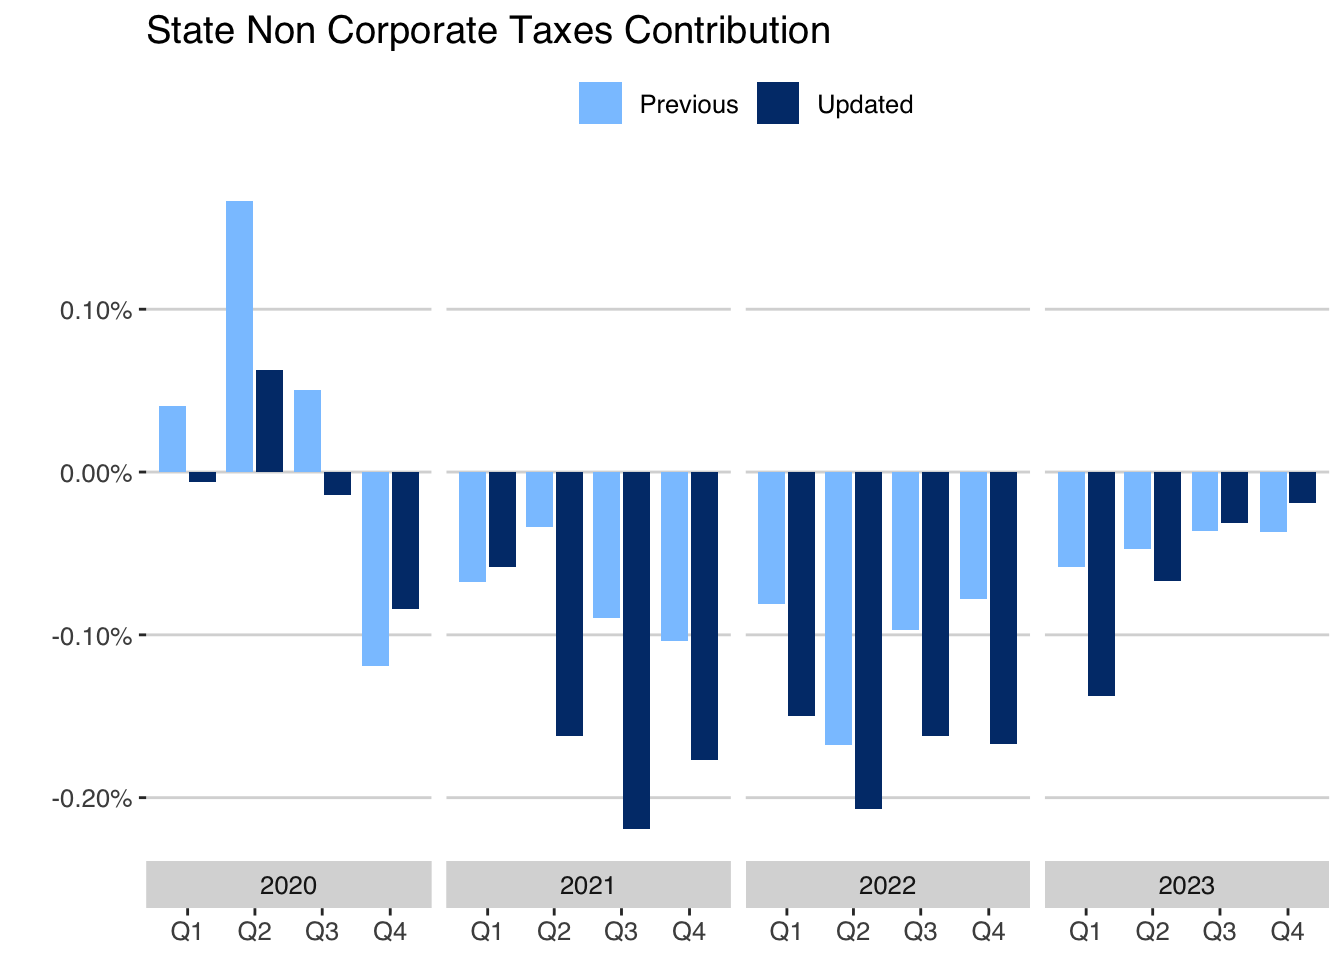 State Non Corporate Taxes Contribution
Previous Updated
0.10%
0.00%
-0.10%
-0.20%
2020 2021 2022 2023
Q1 Q2 Q3 Q4 Q1 Q2 Q3 Q4 Q1 Q2 Q3 Q4 Q1 Q2 Q3 Q4